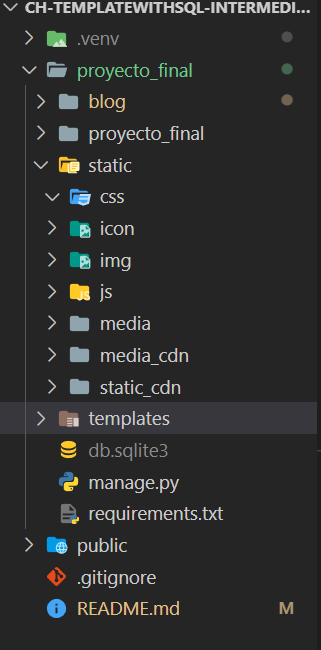 CH-TEMPLATEWITHSQL-INTERMEDI...
.venv
proyecto_final
blog
proyecto_final
static
css
icon
img
js
media
media_cdn
static_cdn
templates
db.sqlite3
manage.py
requirements.txt
public
.gitignore
README.md M